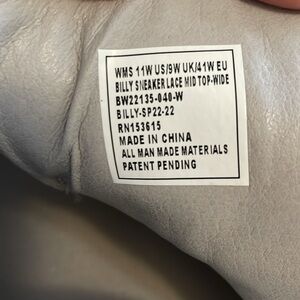 WMS 11W US/9W UK/41W EU
BILLY SNEAKER LACE MID TOP-WIDE
BW22135-040-W
BILLY-SP22-22
RN153615
MADE IN CHINA
ALL MAN MADE MATERIALS
PATENT PENDING